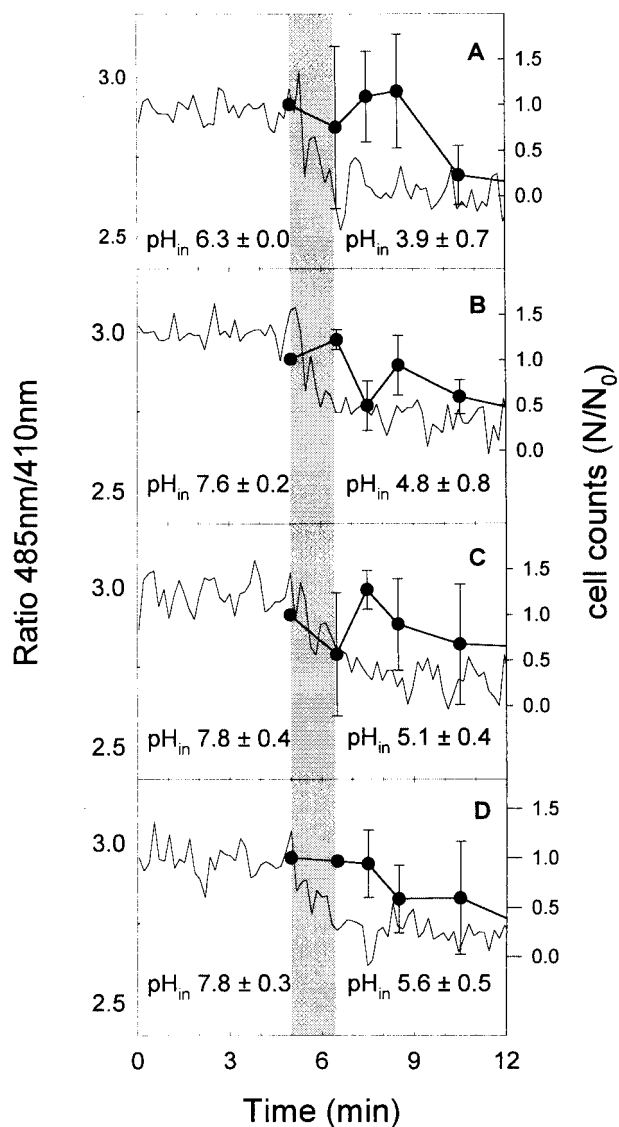 A
3.0
2.5
1.5
1.0
0.5
0.0
pHin 6.3 ± 0.0
pHin 3.9 ± 0.7
B
3.0
2.5
1.5
1.0
0.5
0.0
pHin 7.6 ± 0.2
pHin 4.8 ± 0.8
C
3.0
2.5
1.5
1.0
0.5
0.0
pHin 7.8 ± 0.4
pHin 5.1 ± 0.4
D
3.0
2.5
1.5
1.0
0.5
0.0
pHin 7.8 ± 0.3
pHin 5.6 ± 0.5
Ratio 485nm/410nm
cell counts (N/N0)
0 3 6 9 12
Time (min)